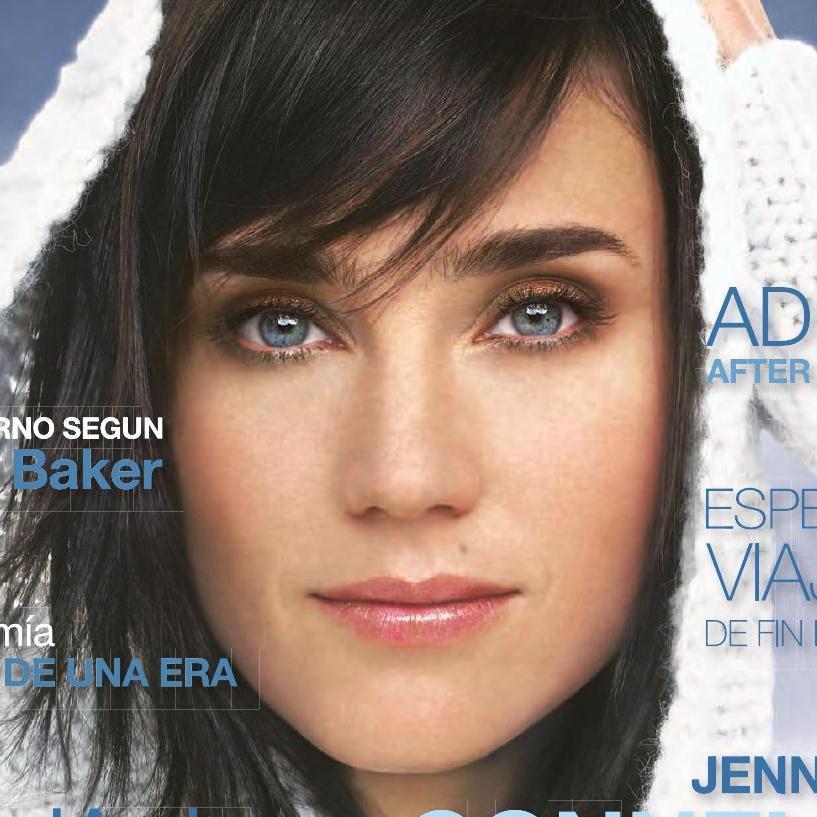 AD
AFTER
RNO SEGUN
Baker
ESPE
VIAJ
DE FIN
mía
DE UNA ERA
JENN